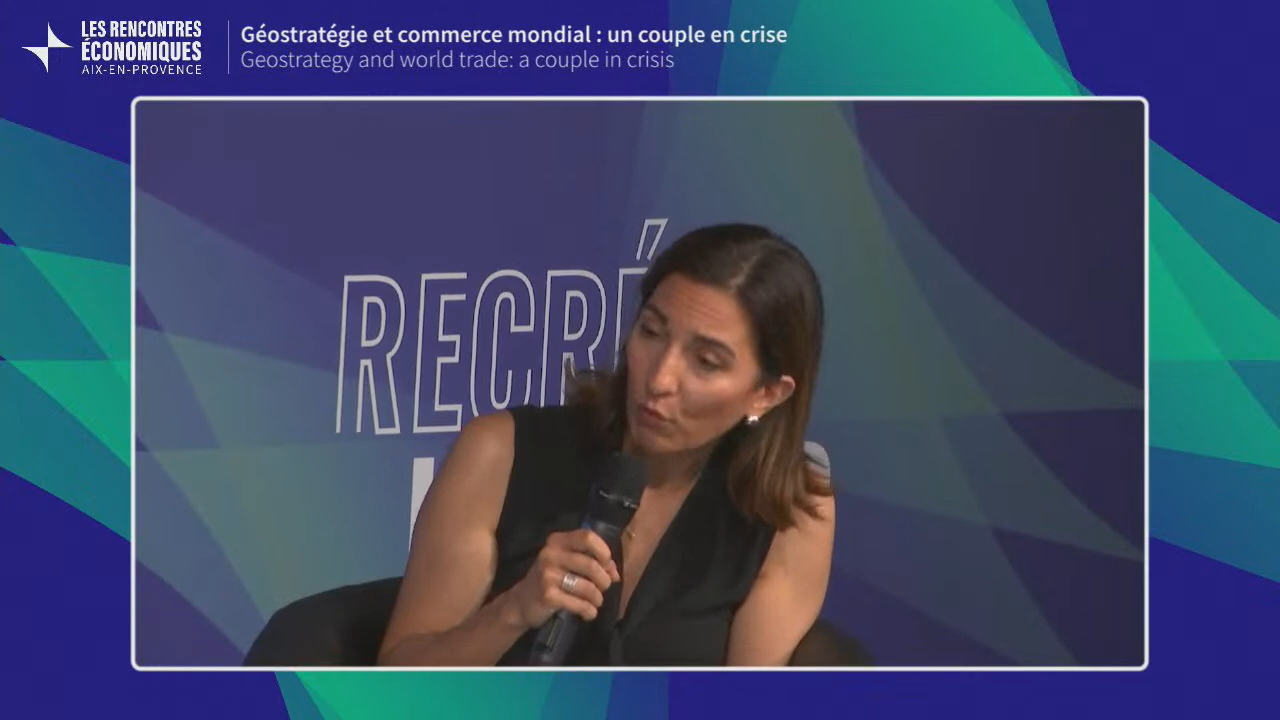 LES RENCONTRES
ÉCONOMIQUES
AIX-EN-PROVENCE
Géostratégie et commerce mondial : un couple en crise
Geostrategy and world trade: a couple in crisis
RECRÉ